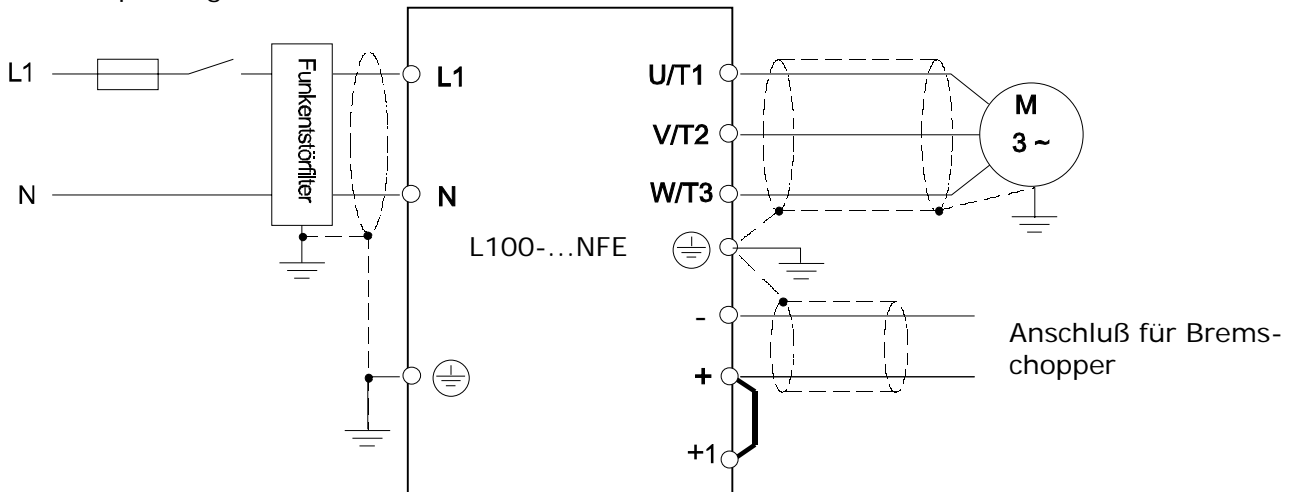 L1
N
Funkentstörfilter
L1
N
L100-...NFE
U/T1
V/T2
W/T3
-
+
+1
M
3 ~
Anschluß für Brems-
chopper